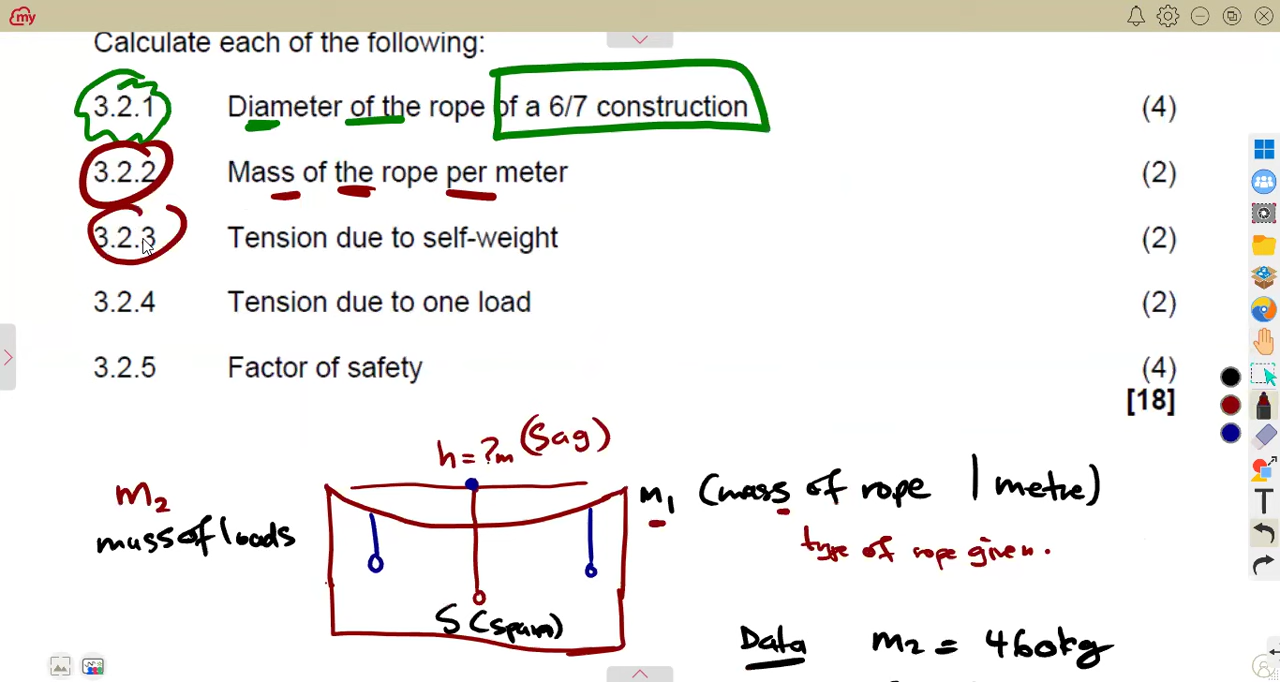 my
Calculate each of the following:
3.2.1 Diameter of the rope of a 6/7 construction (4)
3.2.2 Mass of the rope per meter (2)
3.2.3 Tension due to self-weight (2)
3.2.4 Tension due to one load (2)
3.2.5 Factor of safety (4)
[18]
h = ?m (Sag)
m2
mass of loads
m1 (mass of rope / metre)
type of rope given.
S (span)
Data m2 = 460kg